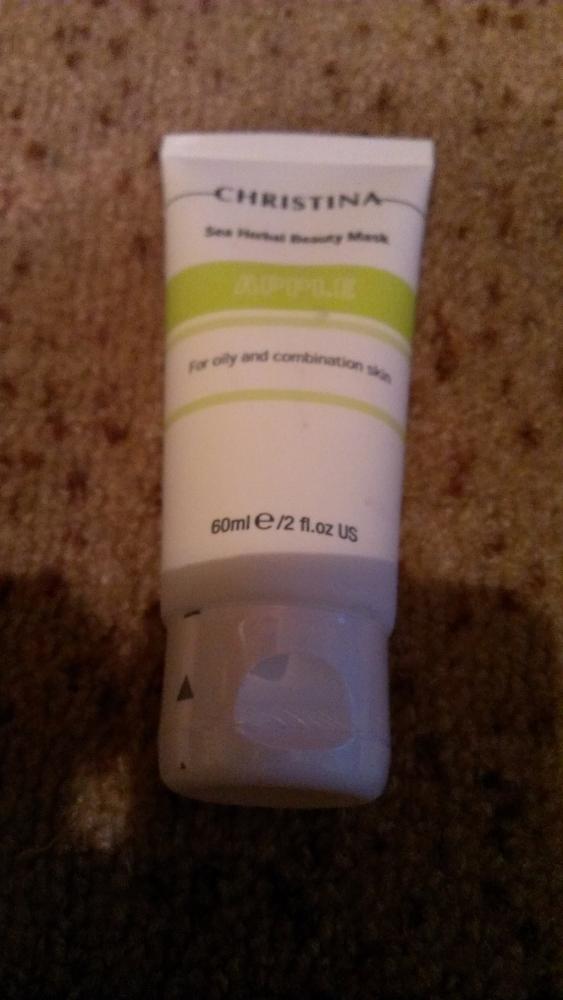 CHRISTINA
Sea Herbal Beauty Mask
APPLE
For oily and combination skin
60ml ℮/2 fl.oz US